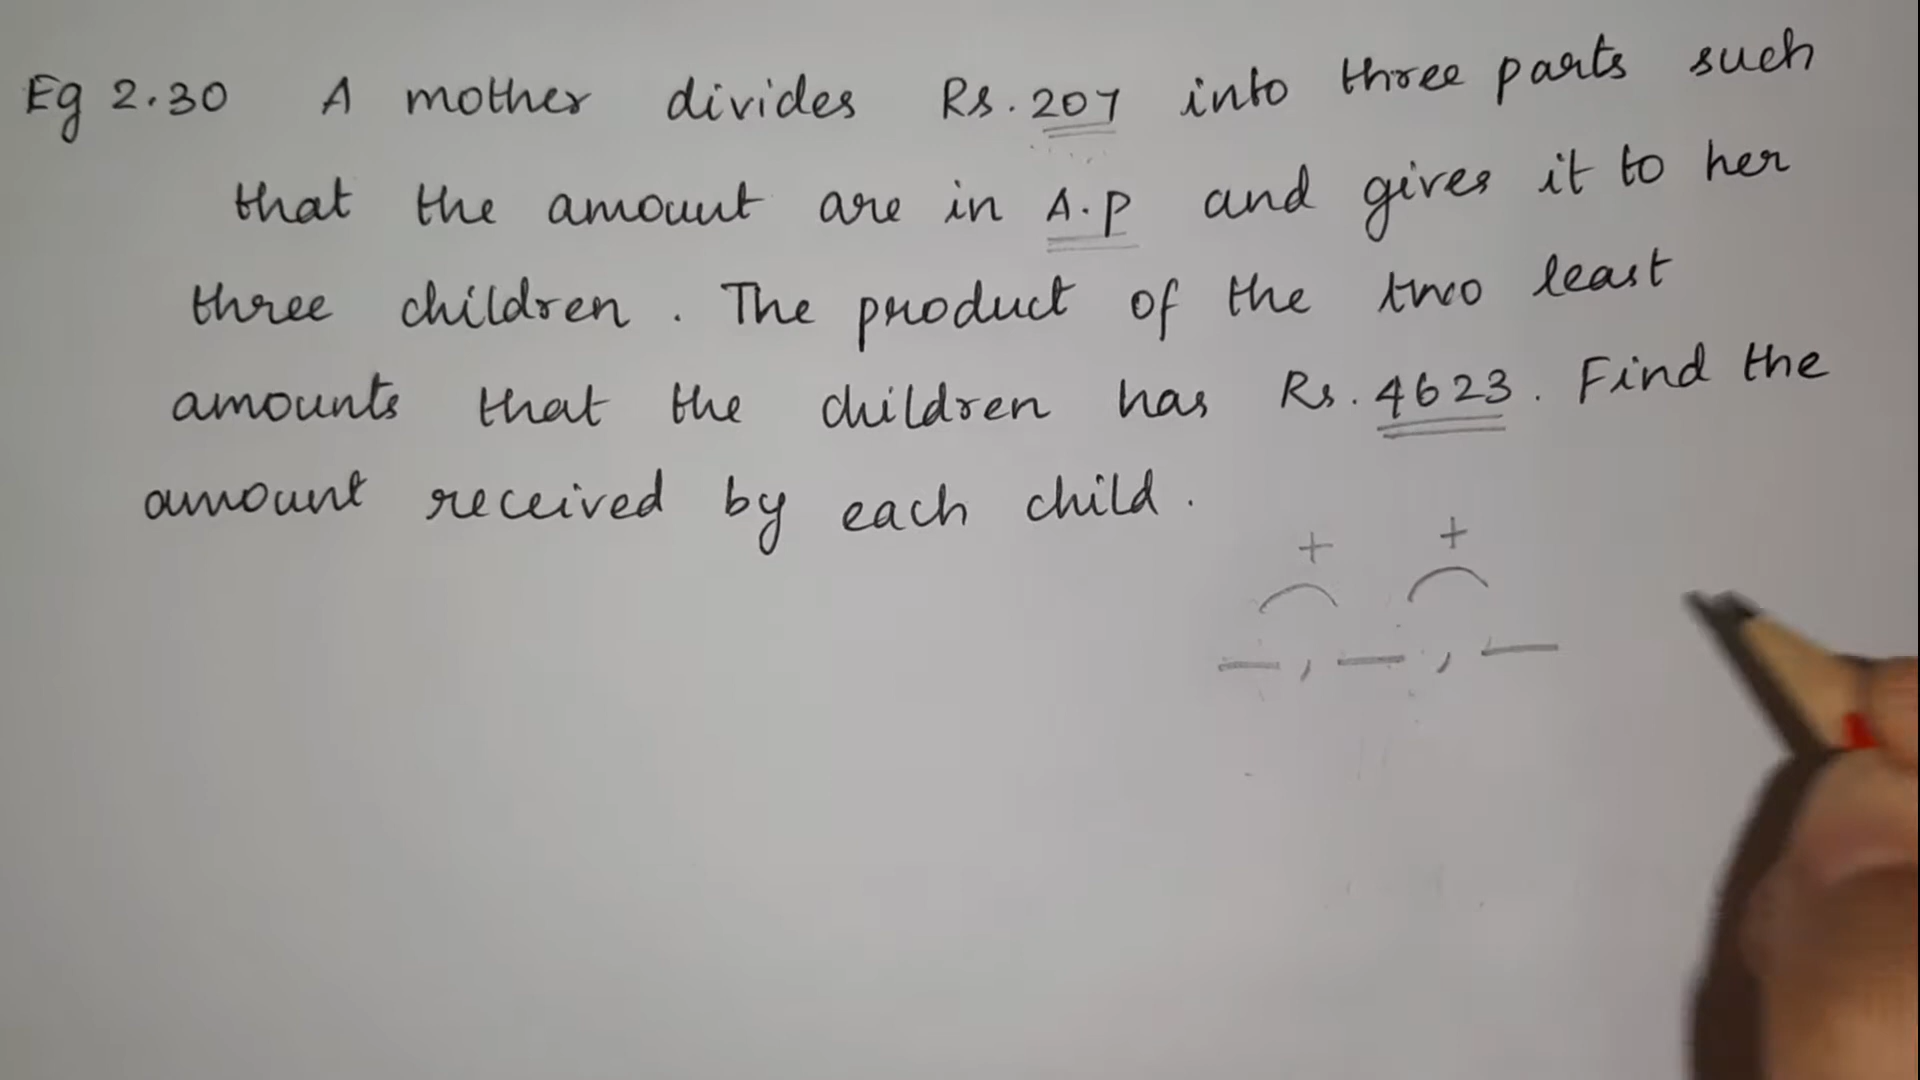 Eg 2.30 A mother divides Rs. 207 into three parts such
that the amount are in A.P and gives it to her
three children. The product of the two least
amounts that the children has Rs. 4623. Find the
amount received by each child.
+ +
_, _, _